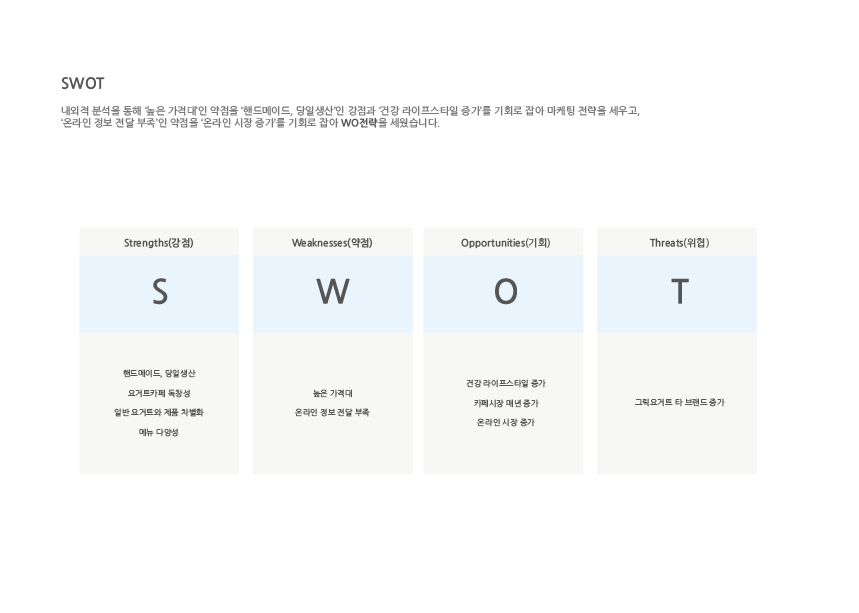 SWOT
내외적 분석을 통해 '높은 가격대'인 약점을 '핸드메이드, 당일생산'인 강점과 '건강 라이프스타일 증가'를 기회로 잡아 마케팅 전략을 세우고,
'온라인 정보 전달 부족'인 약점을 '온라인 시장 증가'를 기회로 잡아 WO전략을 세웠습니다.
Strengths(강점)
S
핸드메이드, 당일생산
요거트카페 독창성
일반 요거트와 제품 차별화
메뉴 다양성
Weaknesses(약점)
W
높은 가격대
온라인 정보 전달 부족
Opportunities(기회)
O
건강 라이프스타일 증가
카페시장 매년 증가
온라인 시장 증가
Threats(위협)
T
그릭요거트 타 브랜드 증가